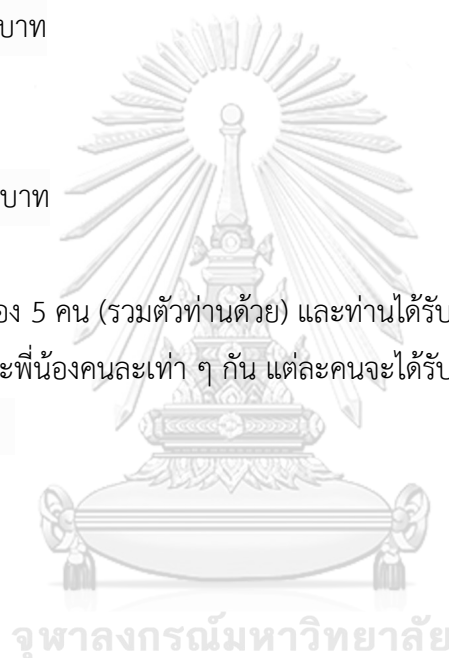 บาท
บาท
อง 5 คน (รวมตัวท่านด้วย) และท่านได้รับ
ะพี่น้องคนละเท่า ๆ กัน แต่ละคนจะได้รับ
จุฬาลงกรณ์มหาวิทยาลัย